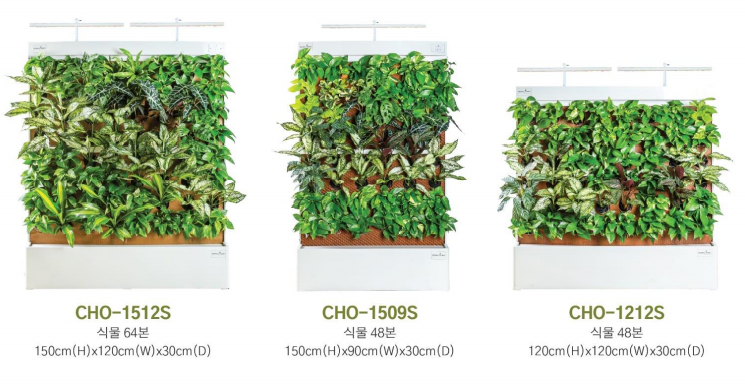 CHO-1512S
식물 64본
150cm(H)x120cm(W)x30cm(D)
CHO-1509S
식물 48본
150cm(H)x90cm(W)x30cm(D)
CHO-1212S
식물 48본
120cm(H)x120cm(W)x30cm(D)